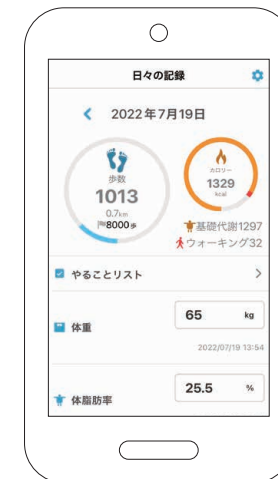 日々の記録
2022年7月19日
歩数
1013
0.7km
8000歩
カロリー
1329
kcal
基礎代謝1297
ウォーキング32
やることリスト
体重
65 kg
2022/07/19 13:54
体脂肪率
25.5 %